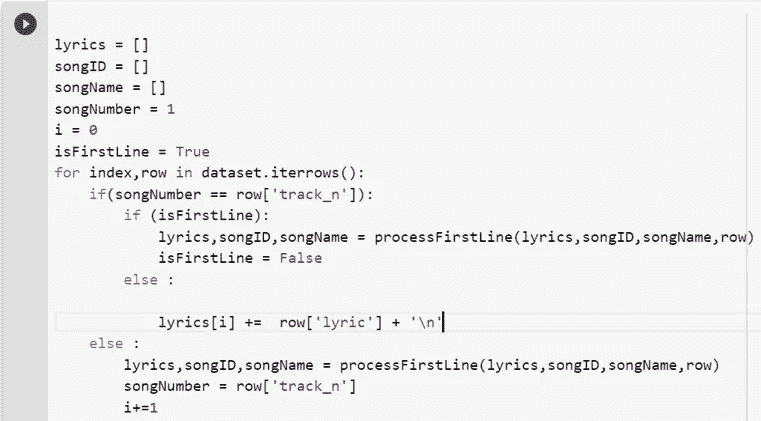 lyrics = []
songID = []
songName = []
songNumber = 1
i = 0
isFirstLine = True
for index,row in dataset.iterrows():
    if(songNumber == row['track_n']):
        if (isFirstLine):
            lyrics,songID,songName = processFirstLine(lyrics,songID,songName,row)
            isFirstLine = False
        else :
            lyrics[i] +=  row['lyric'] + '\n'
    else :
        lyrics,songID,songName = processFirstLine(lyrics,songID,songName,row)
        songNumber = row['track_n']
        i+=1